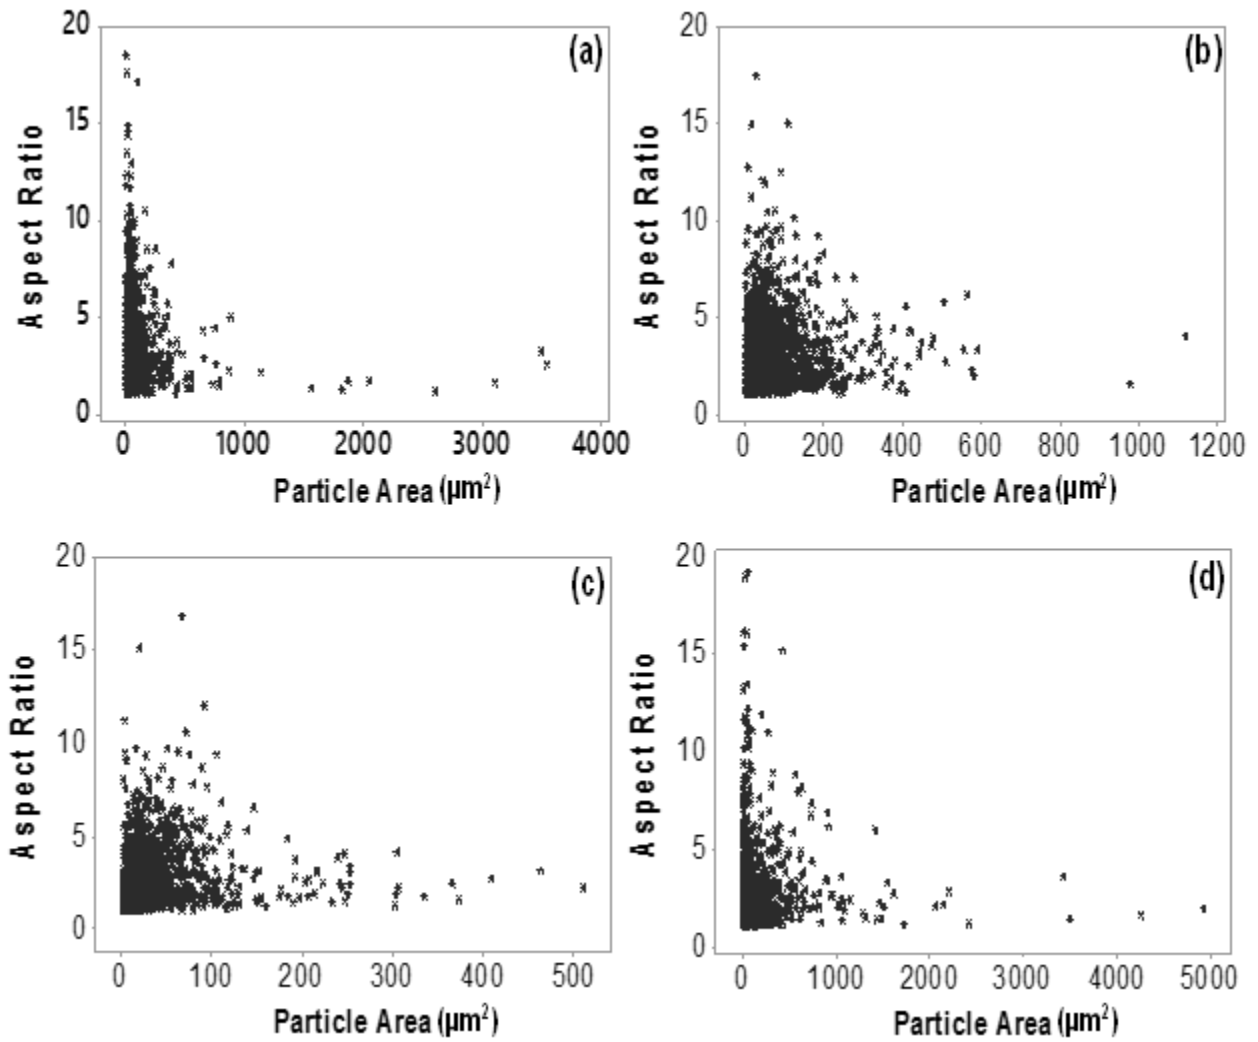 20
(a)
15
10
5
0
0 1000 2000 3000 4000
Aspect Ratio
Particle Area (µm²)
20
(b)
15
10
5
0
0 200 400 600 800 1000 1200
Aspect Ratio
Particle Area (µm²)
20
(c)
15
10
5
0
0 100 200 300 400 500
Aspect Ratio
Particle Area (µm²)
20
(d)
15
10
5
0
0 1000 2000 3000 4000 5000
Aspect Ratio
Particle Area (µm²)